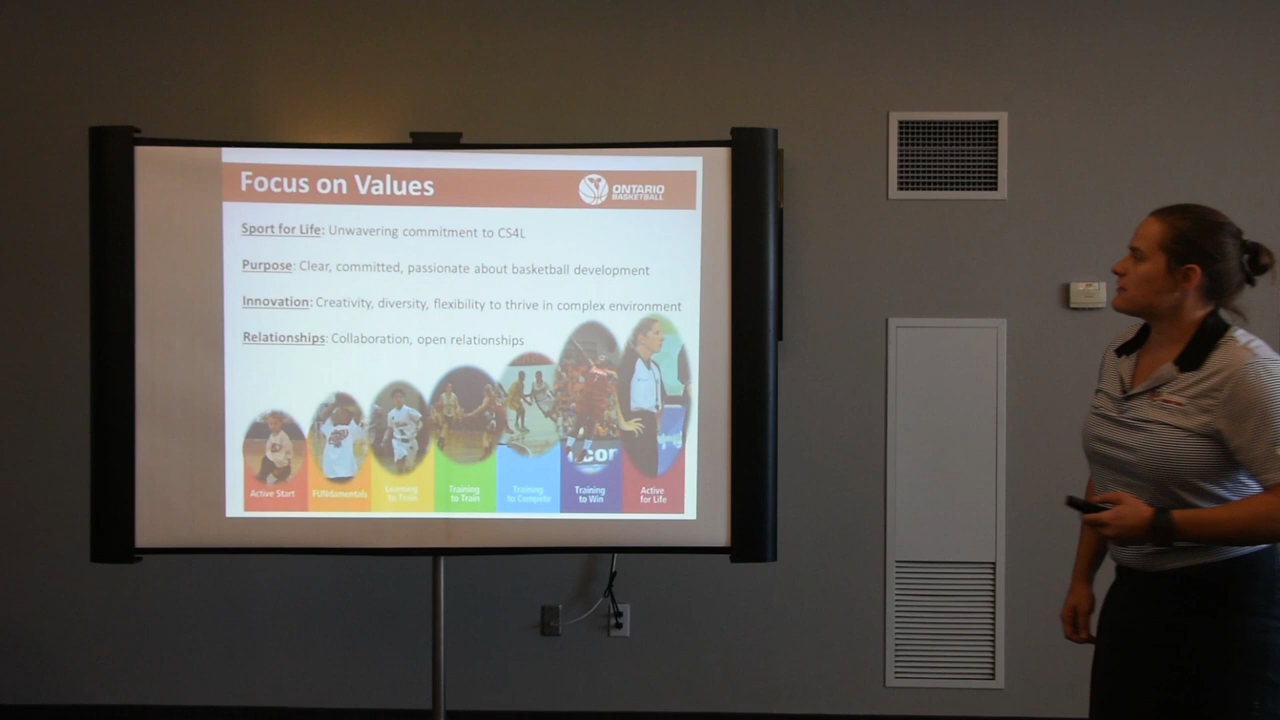 Focus on Values
ONTARIO
BASKETBALL
Sport for Life: Unwavering commitment to CS4L
Purpose: Clear, committed, passionate about basketball development
Innovation: Creativity, diversity, flexibility to thrive in complex environment
Relationships: Collaboration, open relationships
Active Start
FUNdamentals
Learning
to Train
Training
to Train
Training
to Compete
Training
to Win
Active
for Life